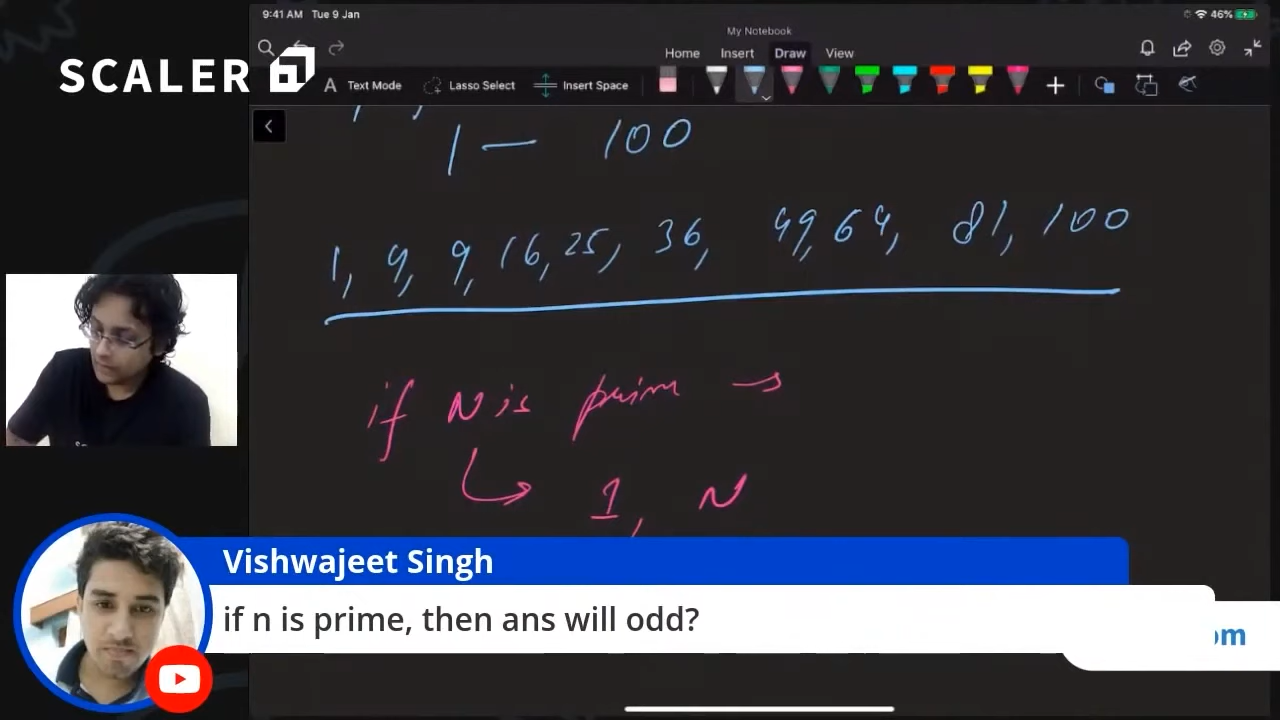 9:41 AM Tue 9 Jan
46%
My Notebook
SCALER
Home Insert Draw View
A Text Mode Lasso Select Insert Space
1 — 100
1, 4, 9, 16, 25, 36, 49, 64, 81, 100
if N is prime →
1, N
Vishwajeet Singh
if n is prime, then ans will odd?
om